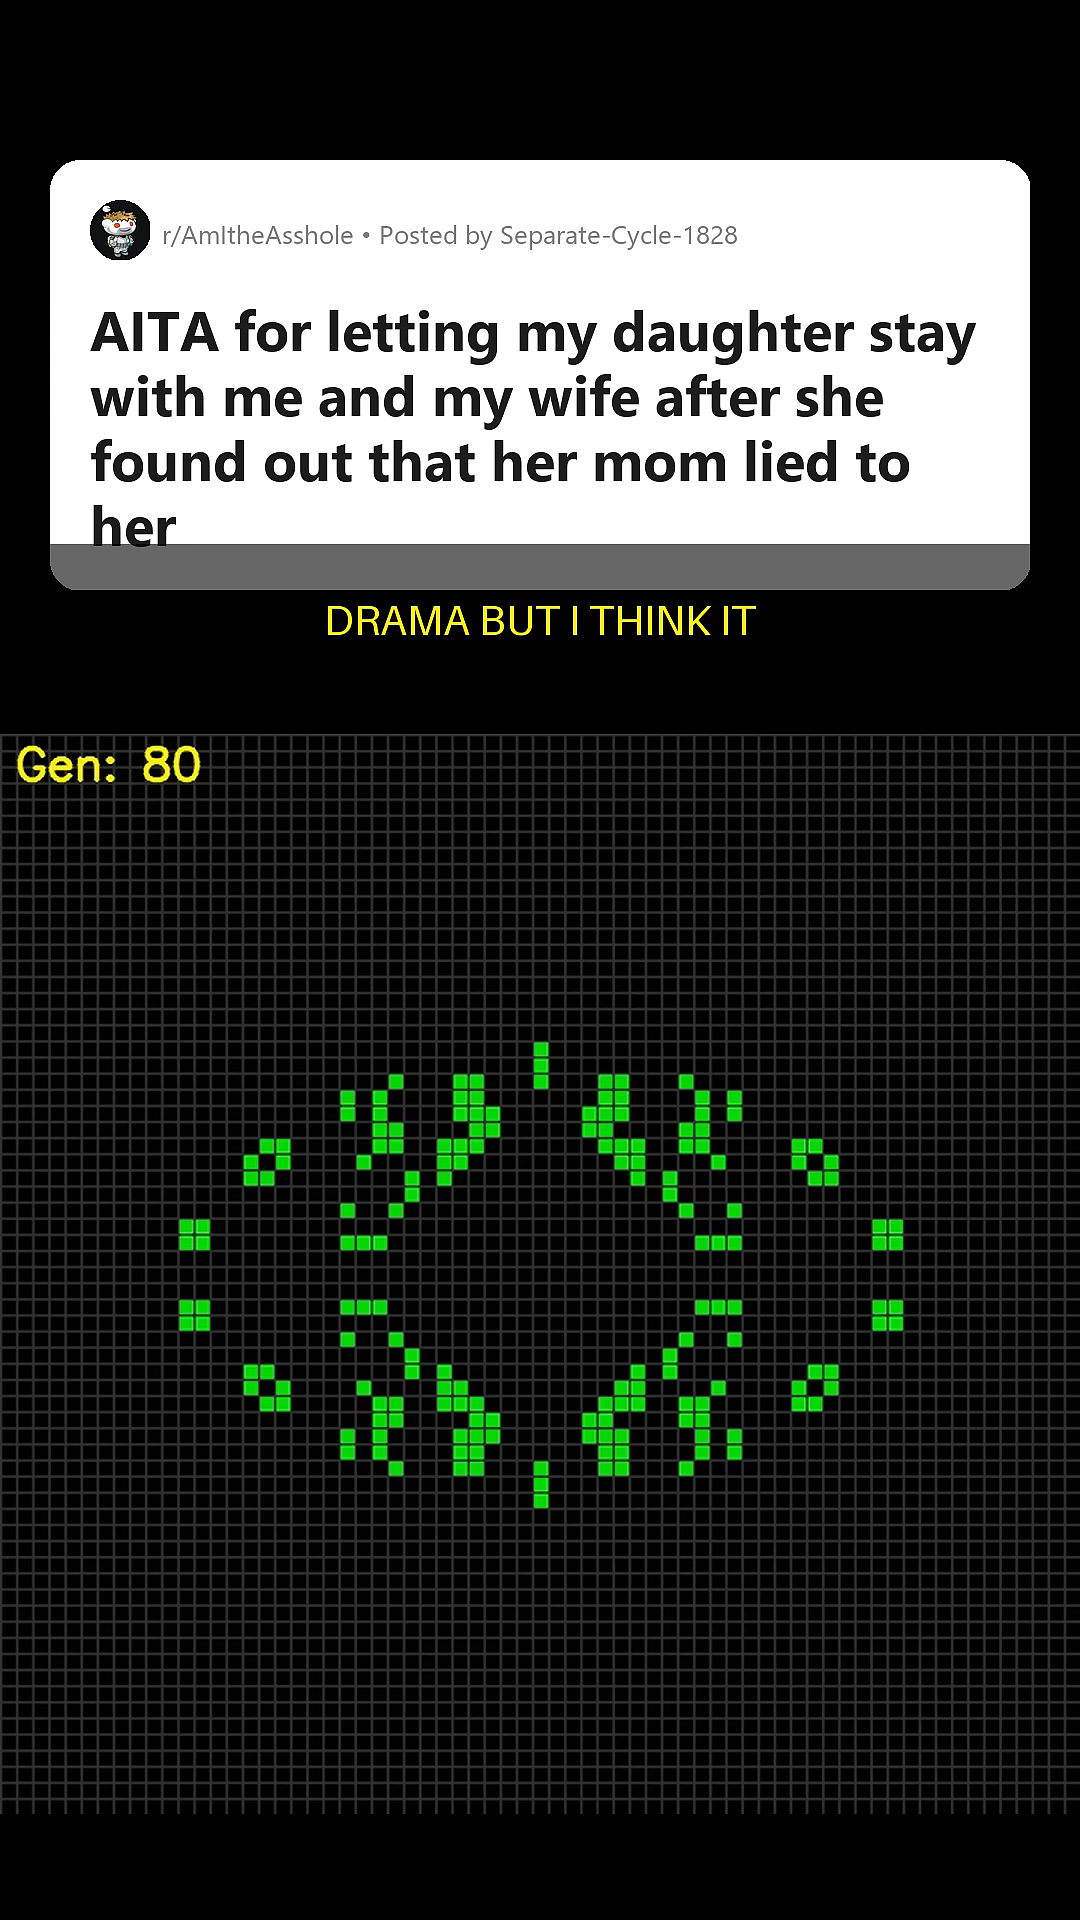 r/AmItheAsshole • Posted by Separate-Cycle-1828
AITA for letting my daughter stay
with me and my wife after she
found out that her mom lied to
her
DRAMA BUT I THINK IT
Gen: 80